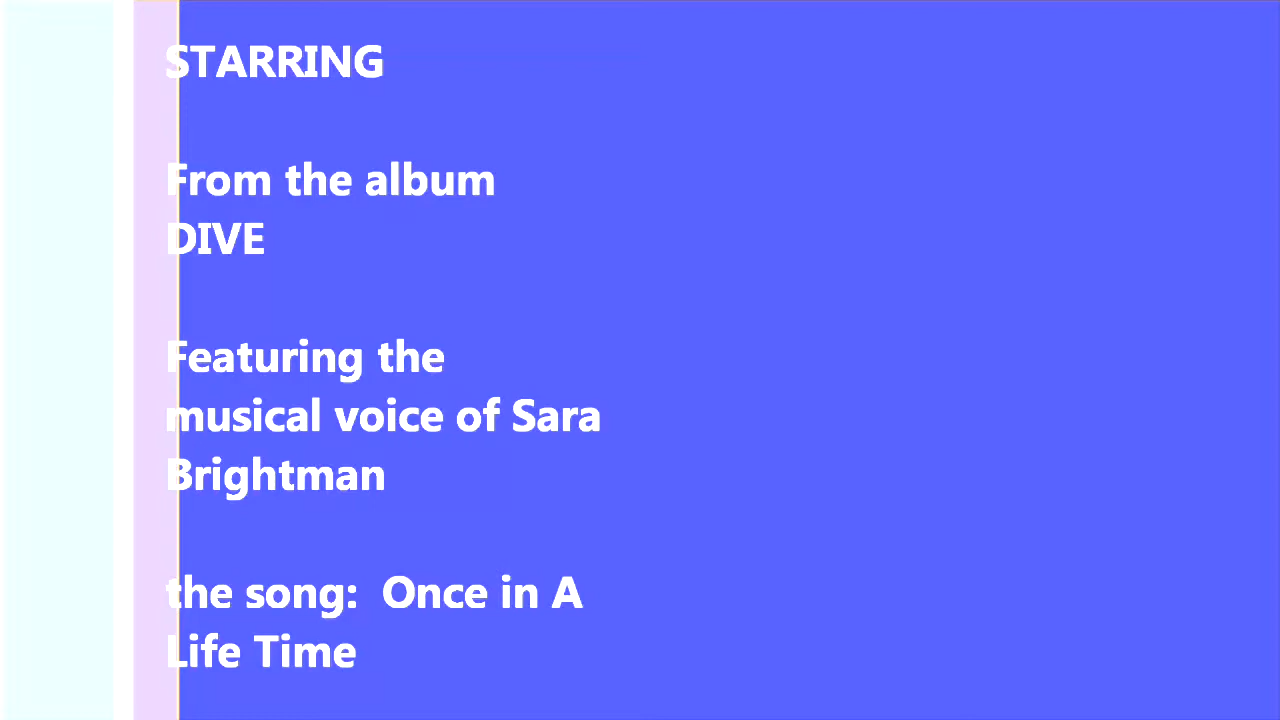 STARRING
From the album
DIVE
Featuring the
musical voice of Sara
Brightman
the song:  Once in A
Life Time